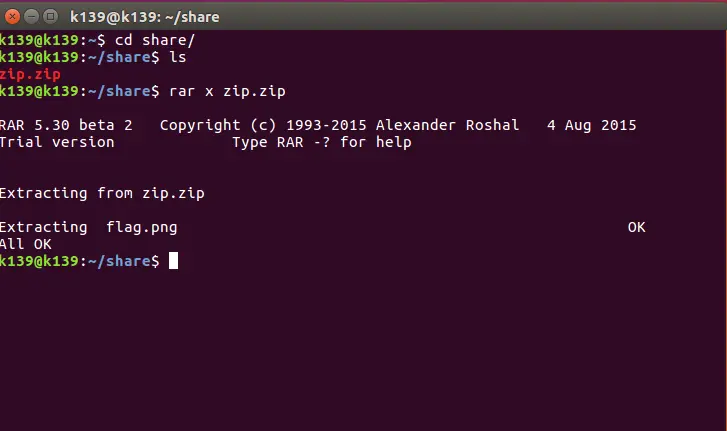 k139@k139: ~/share
k139@k139:~$ cd share/
k139@k139:~/share$ ls
zip.zip
k139@k139:~/share$ rar x zip.zip
RAR 5.30 beta 2   Copyright (c) 1993-2015 Alexander Roshal   4 Aug 2015
Trial version             Type RAR -? for help
Extracting from zip.zip
Extracting  flag.png                                                  OK
All OK
k139@k139:~/share$